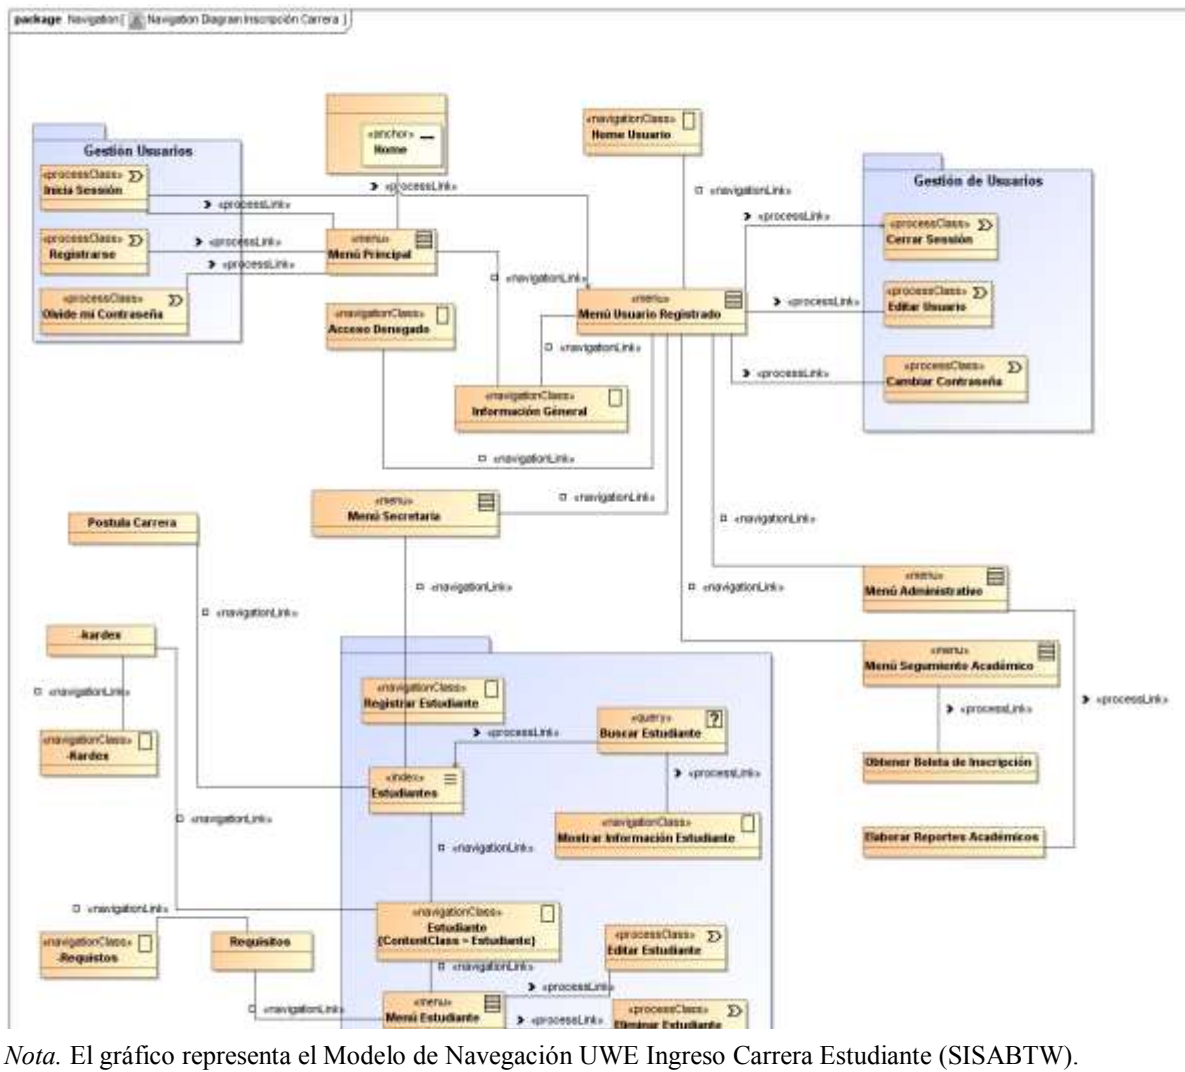 package Navigation [ Navigation Diagram Inscripción Carrera ]
«anchor»
Home
«navigationClass»
Home Usuario
Gestión Usuarios
«processClass»
Inicia Sessión
«processLink»
«processLink»
«processClass»
Registrarse
«processLink»
«processLink»
«processClass»
Olvide mi Contraseña
«menu»
Menú Principal
«navigationLink»
«navigationClass»
Acceso Denegado
«navigationLink»
«menu»
Menú Usuario Registrado
«navigationLink»
Gestión de Usuarios
«processLink»
«processClass»
Cerrar Sessión
«processLink»
«processClass»
Editar Usuario
«processLink»
«processClass»
Cambiar Contraseña
«navigationClass»
Información Géneral
«navigationLink»
«navigationLink»
«menu»
Menú Secretaria
«navigationLink»
Postula Carrera
«navigationLink»
«navigationLink»
«navigationLink»
«menu»
Menú Administrativo
«menu»
Menú Segumiento Académico
«processLink»
«processLink»
-kardex
«navigationLink»
«navigationClass»
-Kardex
«navigationClass»
Registrar Estudiante
«query»
Buscar Estudiante
«processLink»
«processLink»
Obtener Boleta de Inscripción
«index»
Estudiantes
«navigationLink»
«navigationClass»
Mostrar Información Estudiante
Elaborar Reportes Académicos
«navigationLink»
«navigationLink»
«navigationClass»
-Requistos
Requisitos
«navigationClass»
Estudiante
{ContentClass = Estudiante}
«navigationLink»
«processClass»
Editar Estudiante
«processLink»
«navigationLink»
«menu»
Menú Estudiante
«processLink»
«processClass»
Eliminar Estudiante
Nota. El gráfico representa el Modelo de Navegación UWE Ingreso Carrera Estudiante (SISABTW).